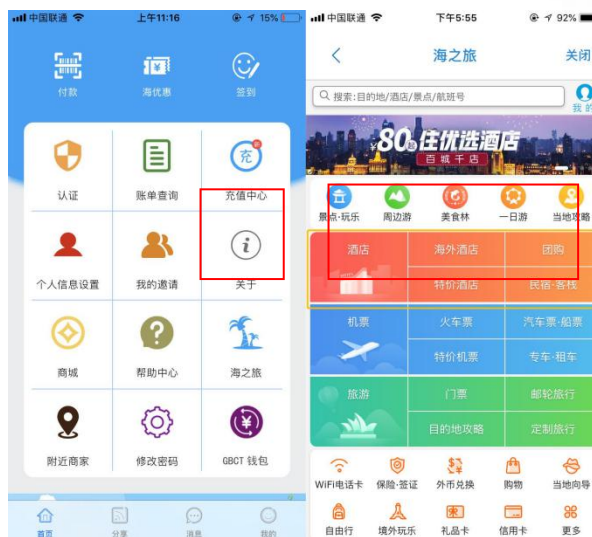 中国联通 上午11:16 15%
付款 海优惠 签到
认证 账单查询 充值中心
个人信息设置 我的邀请 关于
商城 帮助中心 海之旅
附近商家 修改密码 GBCT 钱包
首页 分享 消息 我的
中国联通 下午5:55 92%
海之旅 关闭
搜索:目的地/酒店/景点/航班号 我的
¥80起 住优选酒店
百城千店
景点·玩乐 周边游 美食林 一日游 当地攻略
酒店 海外酒店 团购
特价酒店 民宿·客栈
机票 火车票 汽车票·船票
特价机票 专车·租车
旅游 门票 邮轮旅行
目的地攻略 定制旅行
WiFi电话卡 保险·签证 外币兑换 购物 当地向导
自由行 境外玩乐 礼品卡 信用卡 更多